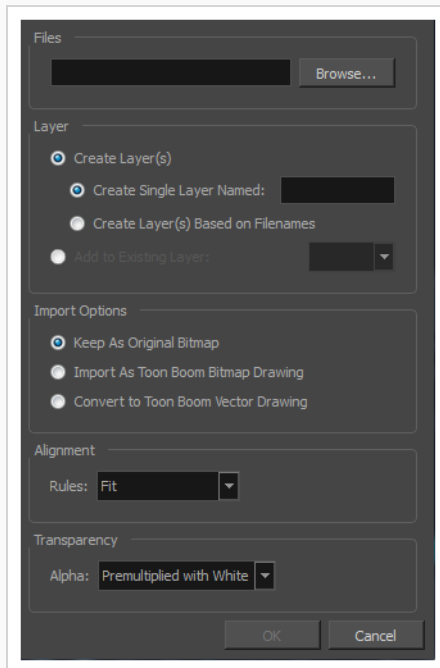 Files
Browse...
Layer
Create Layer(s)
Create Single Layer Named:
Create Layer(s) Based on Filenames
Add to Existing Layer:
Import Options
Keep As Original Bitmap
Import As Toon Boom Bitmap Drawing
Convert to Toon Boom Vector Drawing
Alignment
Rules: Fit
Transparency
Alpha: Premultiplied with White
OK Cancel